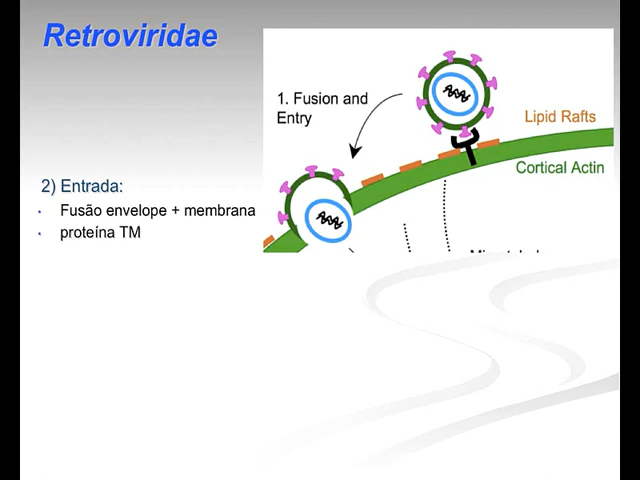 Retroviridae
1. Fusion and
Entry
Lipid Rafts
Cortical Actin
2) Entrada:
Fusão envelope + membrana
proteína TM